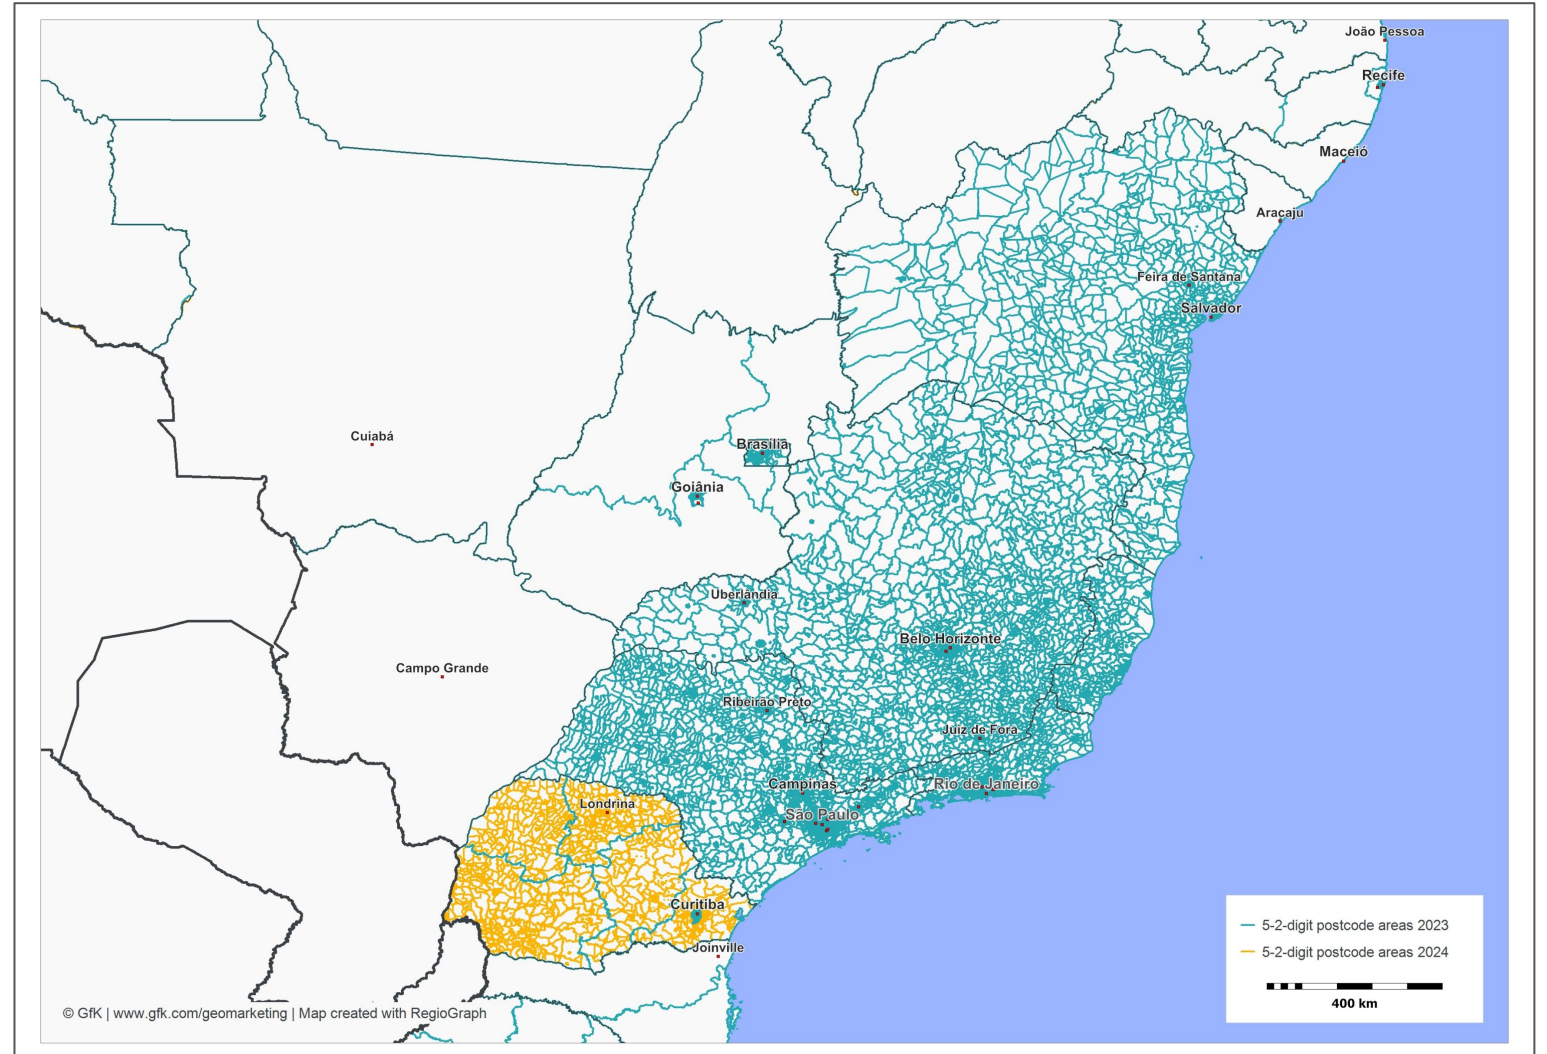 João Pessoa
Recife
Maceió
Aracaju
Feira de Santana
Salvador
Cuiabá
Brasília
Goiânia
Uberlândia
Belo Horizonte
Campo Grande
Ribeirão Preto
Juiz de Fora
Campinas
Rio de Janeiro
Londrina
São Paulo
Curitiba
Joinville
5-2-digit postcode areas 2023
5-2-digit postcode areas 2024
400 km
© GfK | www.gfk.com/geomarketing | Map created with RegioGraph